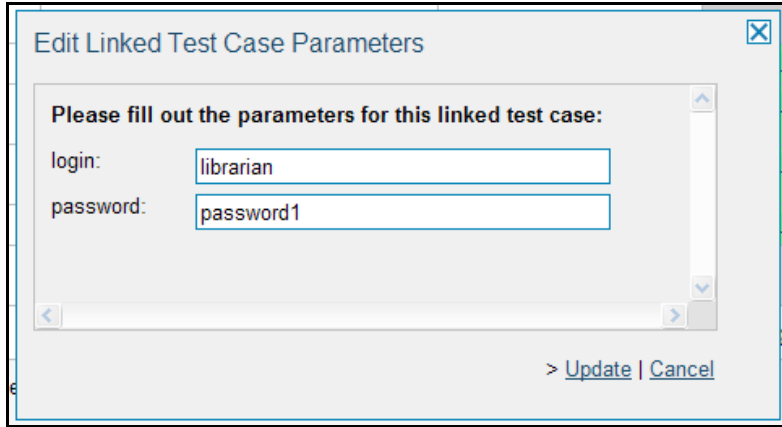 Edit Linked Test Case Parameters
Please fill out the parameters for this linked test case:
login: librarian
password: password1
> Update | Cancel